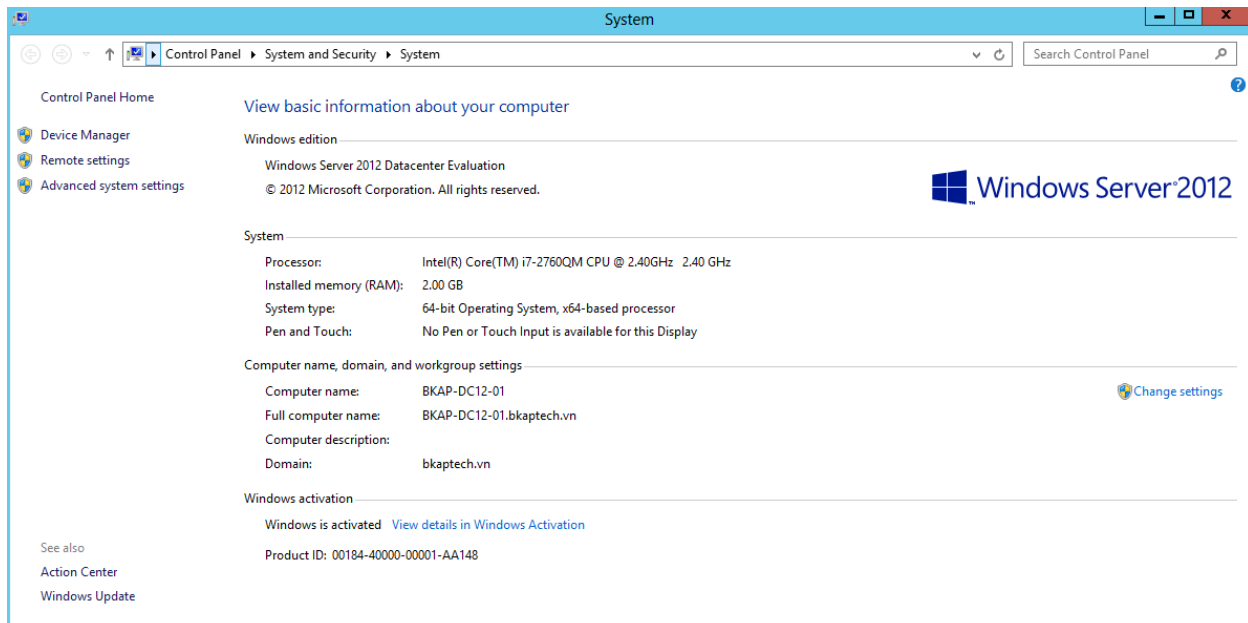 System
Control Panel System and Security System
Search Control Panel
Control Panel Home
Device Manager
Remote settings
Advanced system settings
View basic information about your computer
Windows edition
Windows Server 2012 Datacenter Evaluation
© 2012 Microsoft Corporation. All rights reserved.
Windows Server 2012
System
Processor: Intel(R) Core(TM) i7-2760QM CPU @ 2.40GHz 2.40 GHz
Installed memory (RAM): 2.00 GB
System type: 64-bit Operating System, x64-based processor
Pen and Touch: No Pen or Touch Input is available for this Display
Computer name, domain, and workgroup settings
Computer name: BKAP-DC12-01
Change settings
Full computer name: BKAP-DC12-01.bkaptech.vn
Computer description:
Domain: bkaptech.vn
Windows activation
Windows is activated View details in Windows Activation
Product ID: 00184-40000-00001-AA148
See also
Action Center
Windows Update